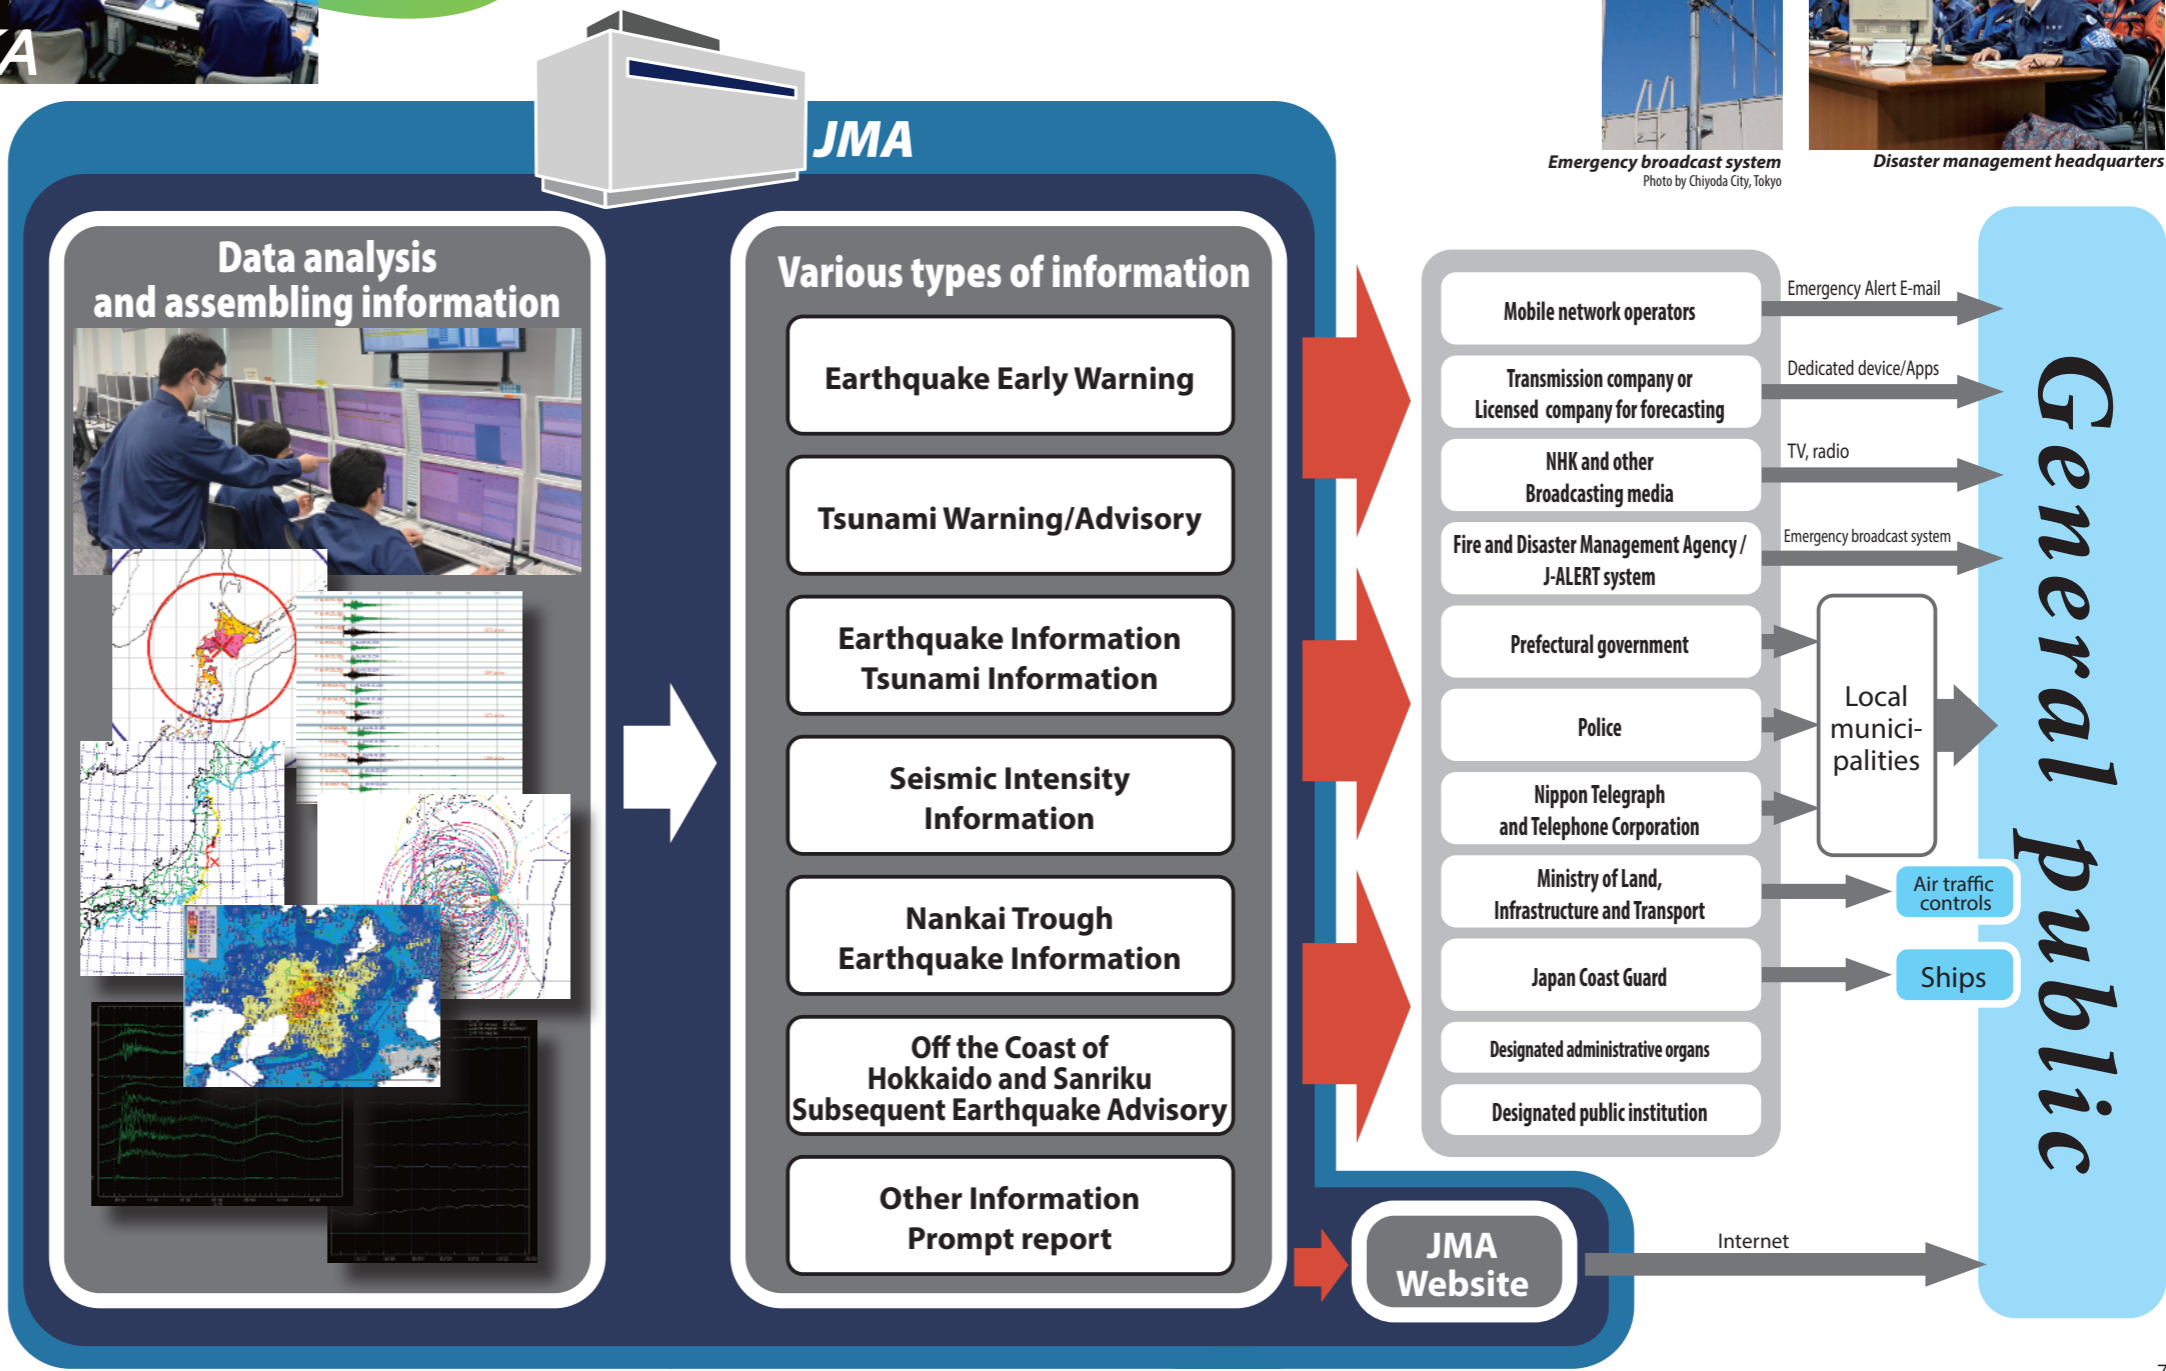 A
JMA
Emergency broadcast system
Photo by Chiyoda City, Tokyo
Disaster management headquarters
Data analysis
and assembling information
Various types of information
Earthquake Early Warning
Tsunami Warning/Advisory
Earthquake Information
Tsunami Information
Seismic Intensity
Information
Nankai Trough
Earthquake Information
Off the Coast of
Hokkaido and Sanriku
Subsequent Earthquake Advisory
Other Information
Prompt report
Mobile network operators
Emergency Alert E-mail
Transmission company or
Licensed company for forecasting
Dedicated device/Apps
NHK and other
Broadcasting media
TV, radio
Fire and Disaster Management Agency /
J-ALERT system
Emergency broadcast system
Prefectural government
Police
Nippon Telegraph
and Telephone Corporation
Local
munici-
palities
Ministry of Land,
Infrastructure and Transport
Air traffic
controls
Japan Coast Guard
Ships
Designated administrative organs
Designated public institution
JMA
Website
Internet
General public